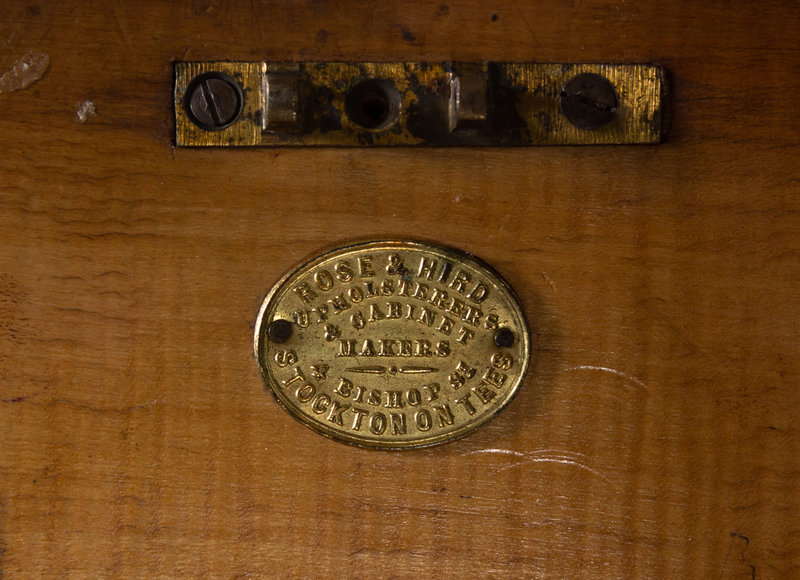 ROSE & HIRD
UPHOLSTERERS
& CABINET
MAKERS
4 BISHOP ST
STOCKTON ON TEES